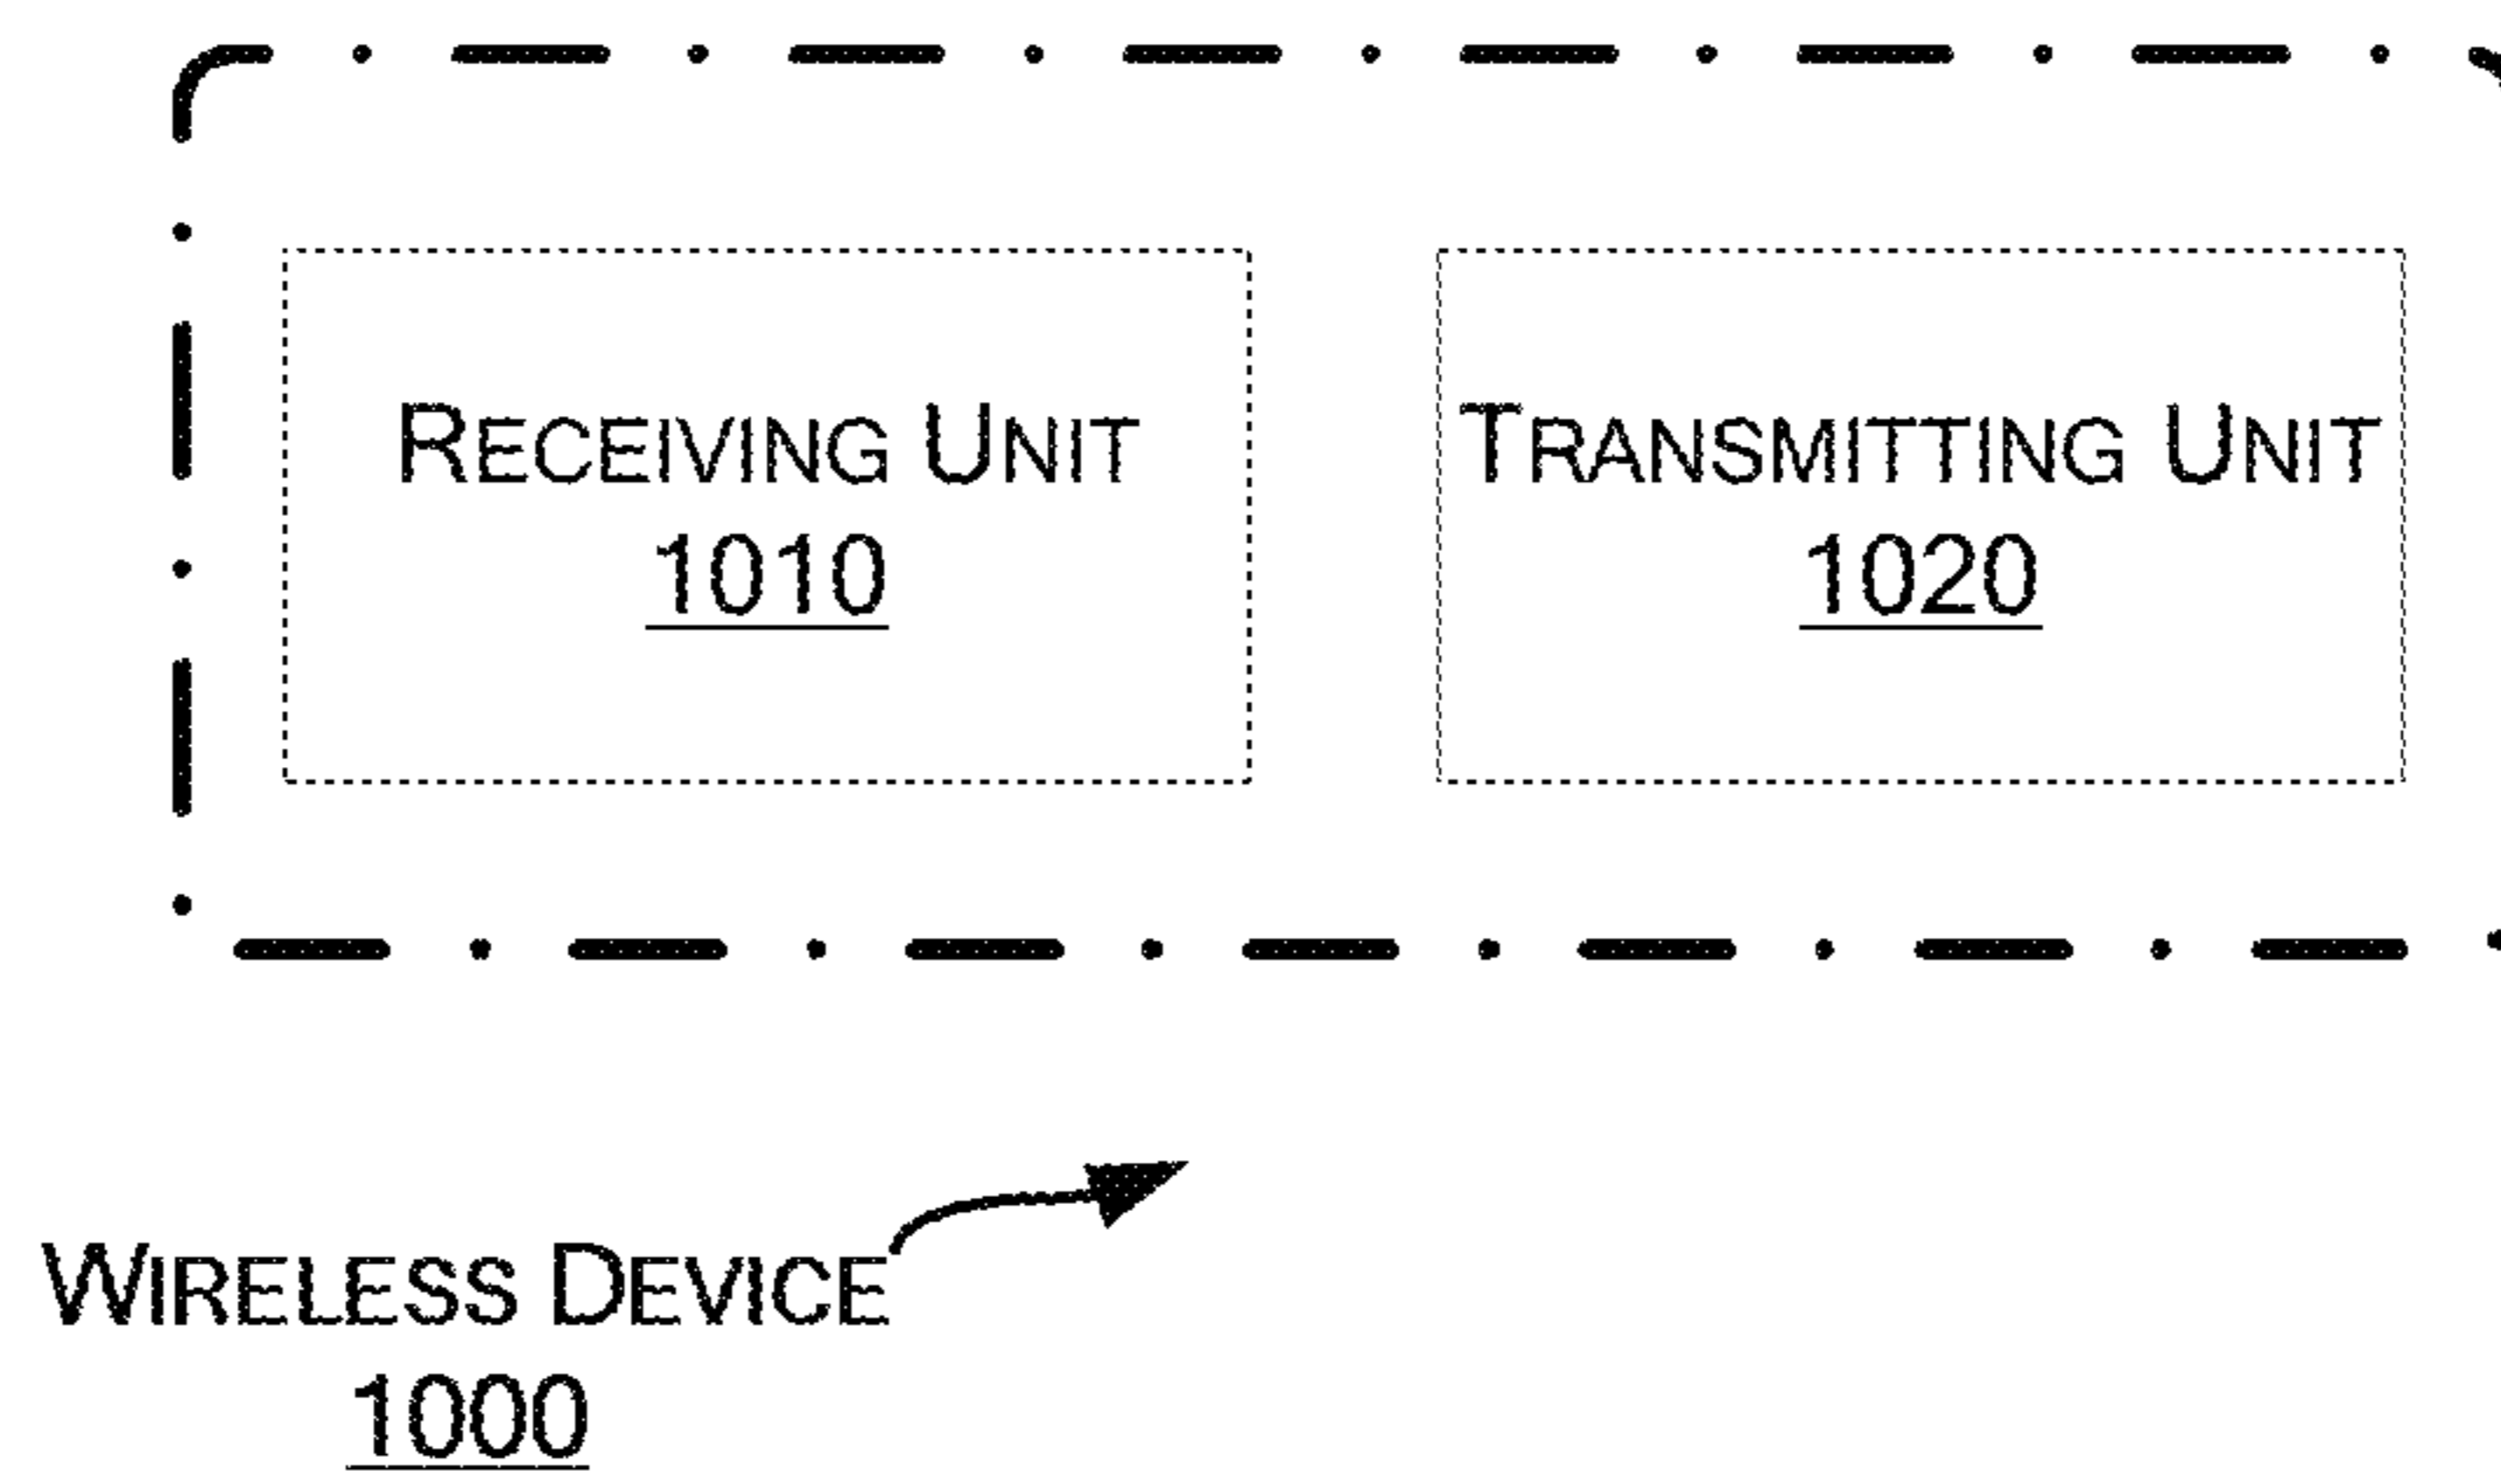 RECEIVING UNIT
1010
TRANSMITTING UNIT
1020
WIRELESS DEVICE
1000